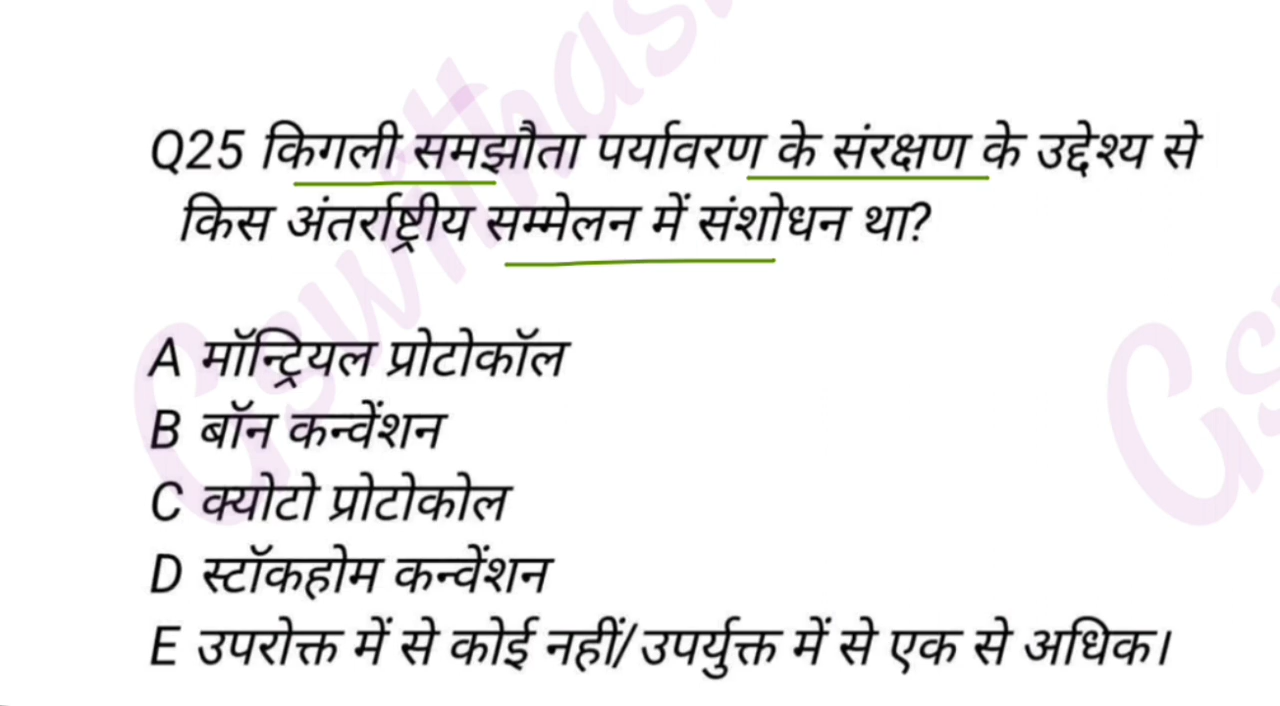 Q25 किगली समझौता पर्यावरण के संरक्षण के उद्देश्य से
किस अंतर्राष्ट्रीय सम्मेलन में संशोधन था?
A मॉन्ट्रियल प्रोटोकॉल
B बॉन कन्वेंशन
C क्योटो प्रोटोकोल
D स्टॉकहोम कन्वेंशन
E उपरोक्त में से कोई नहीं/उपर्युक्त में से एक से अधिक।